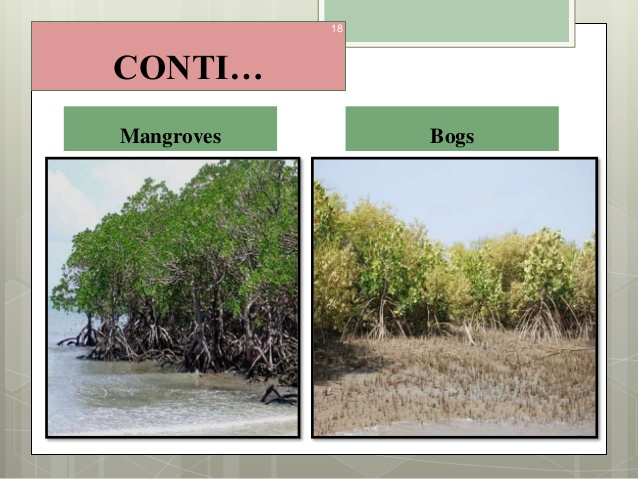 18
CONTI…
Mangroves
Bogs